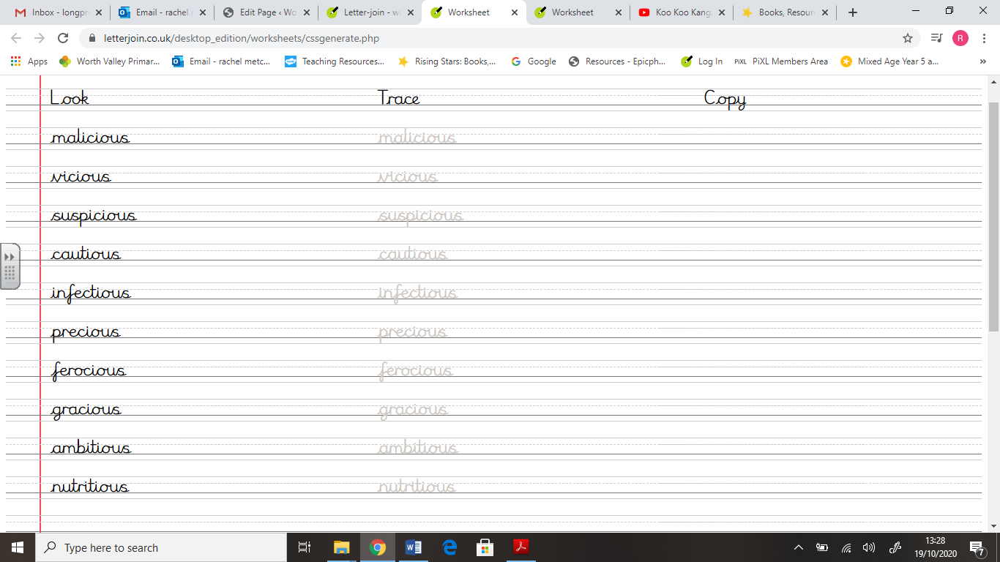 Inbox - longpr
Email - rachel
Edit Page ‹ Wo
Letter-join - w
Worksheet
Worksheet
Koo Koo Kang
Books, Resour
letterjoin.co.uk/desktop_edition/worksheets/cssgenerate.php
R
Apps
Worth Valley Primar...
Email - rachel metc...
Teaching Resources...
Rising Stars: Books,...
Google
Resources - Epicph...
Log In
PiXL
PiXL Members Area
Mixed Age Year 5 a...
Look Trace Copy
malicious malicious
vicious vicious
suspicious suspicious
cautious cautious
infectious infectious
precious precious
ferocious ferocious
gracious gracious
ambitious ambitious
nutritious nutritious
Type here to search
13:28
19/10/2020
7